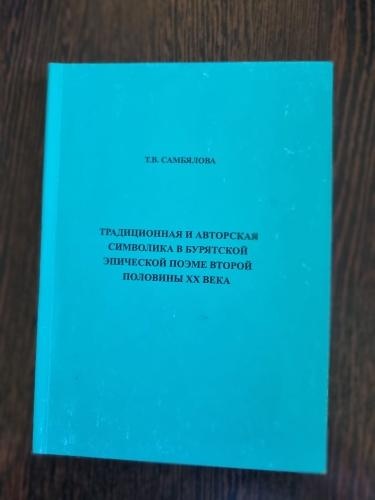 Т.В. САМБЯЛОВА
ТРАДИЦИОННАЯ И АВТОРСКАЯ
СИМВОЛИКА В БУРЯТСКОЙ
ЭПИЧЕСКОЙ ПОЭМЕ ВТОРОЙ
ПОЛОВИНЫ XX ВЕКА